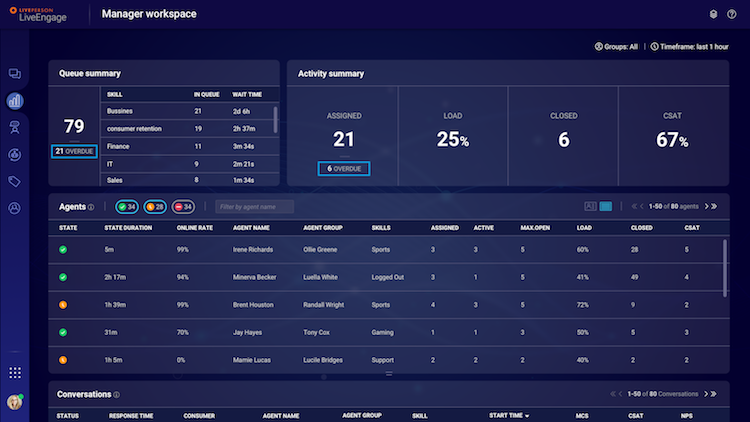 LIVEPERSON
LiveEngage
Manager workspace
Groups: All | Timeframe: last 1 hour
Queue summary
SKILL IN QUEUE WAIT TIME
79
21 OVERDUE
Bussines 21 2d 6h
consumer retention 19 2h 37m
Finance 11 3m 34s
IT 9 2m 21s
Sales 8 1m 34s
Activity summary
ASSIGNED LOAD CLOSED CSAT
21 25% 6 67%
6 OVERDUE
Agents 34 28 34 Filter by agent name 1-50 of 80 agents
STATE STATE DURATION ONLINE RATE AGENT NAME AGENT GROUP SKILLS ASSIGNED ACTIVE MAX.OPEN LOAD CLOSED CSAT
5m 99% Irene Richards Ollie Greene Sports 3 3 5 60% 28 5
2h 17m 94% Minerva Becker Luella White Logged Out 3 1 5 41% 49 4
1h 39m 99% Brent Houston Randall Wright Sports 4 3 5 72% 9 2
31m 70% Jay Hayes Tony Cox Gaming 1 1 3 50% 5 3
1h 5m 0% Mamie Lucas Lucile Bridges Support 2 2 2 40% 2 2
Conversations 1-50 of 80 Conversations
STATUS RESPONSE TIME CONSUMER AGENT NAME AGENT GROUP SKILL START TIME MCS CSAT NPS